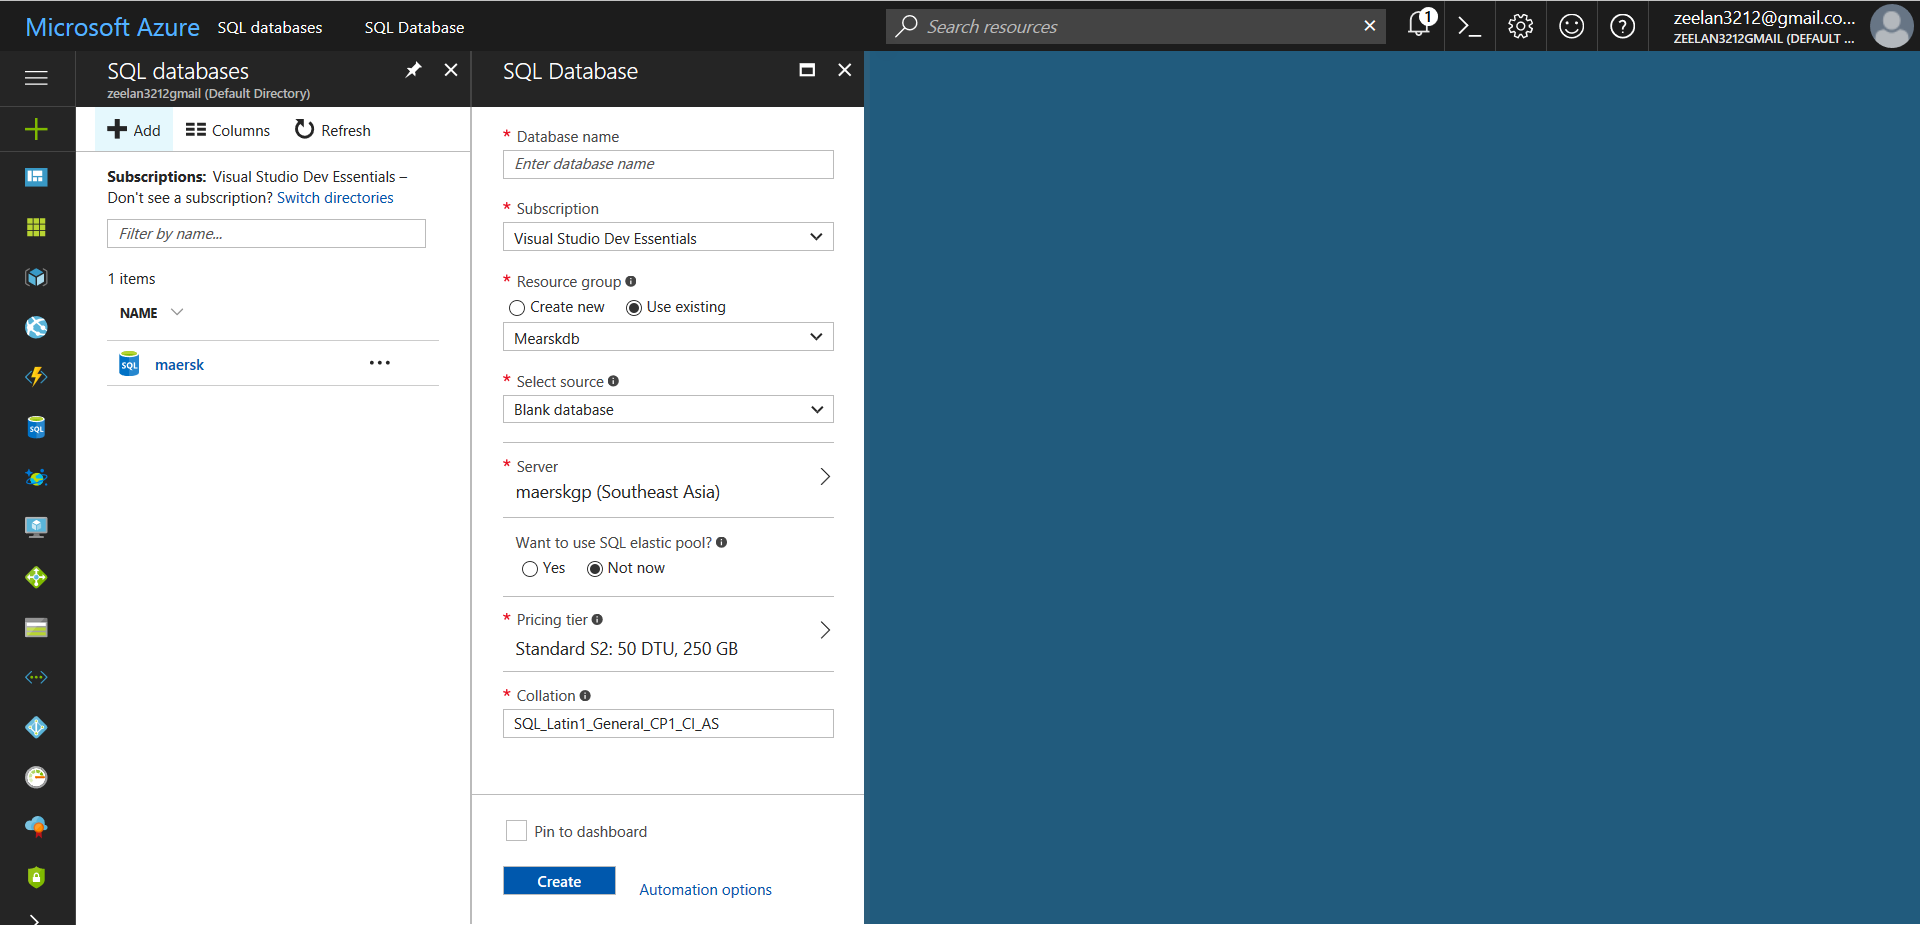 Microsoft Azure SQL databases SQL Database
Search resources
1
zeelan3212@gmail.co...
ZEELAN3212GMAIL (DEFAULT ...
SQL databases
zeelan3212gmail (Default Directory)
Add Columns Refresh
Subscriptions: Visual Studio Dev Essentials –
Don't see a subscription? Switch directories
Filter by name...
1 items
NAME
SQL maersk
SQL
SQL Database
* Database name
Enter database name
* Subscription
Visual Studio Dev Essentials
* Resource group
Create new Use existing
Mearskdb
* Select source
Blank database
* Server
maerskgp (Southeast Asia)
Want to use SQL elastic pool?
Yes Not now
* Pricing tier
Standard S2: 50 DTU, 250 GB
* Collation
SQL_Latin1_General_CP1_CI_AS
Pin to dashboard
Create Automation options